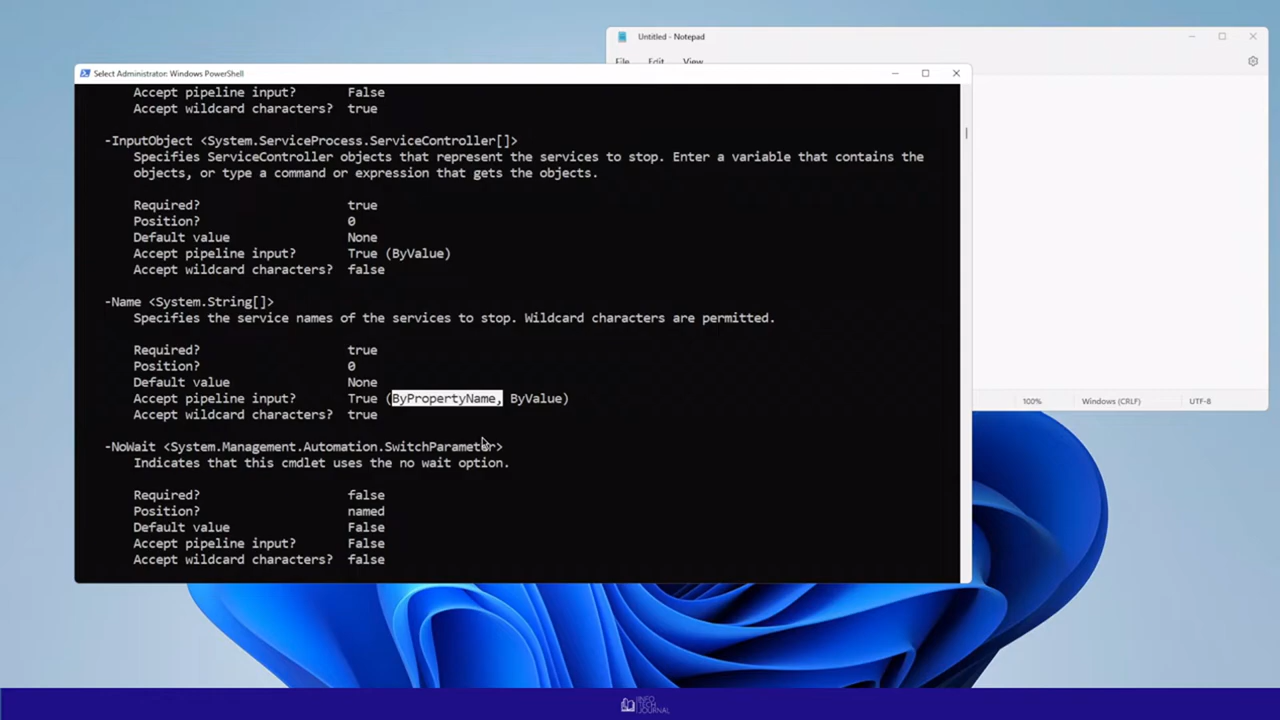 Untitled - Notepad
File Edit View
Select Administrator: Windows PowerShell
Accept pipeline input? False
Accept wildcard characters? true
-InputObject <System.ServiceProcess.ServiceController[]>
Specifies ServiceController objects that represent the services to stop. Enter a variable that contains the
objects, or type a command or expression that gets the objects.
Required? true
Position? 0
Default value None
Accept pipeline input? True (ByValue)
Accept wildcard characters? false
-Name <System.String[]>
Specifies the service names of the services to stop. Wildcard characters are permitted.
Required? true
Position? 0
Default value None
Accept pipeline input? True (ByPropertyName, ByValue)
Accept wildcard characters? true
-NoWait <System.Management.Automation.SwitchParameter>
Indicates that this cmdlet uses the no wait option.
Required? false
Position? named
Default value False
Accept pipeline input? False
Accept wildcard characters? false
100% Windows (CRLF) UTF-8
INFO
TECH
JOURNAL